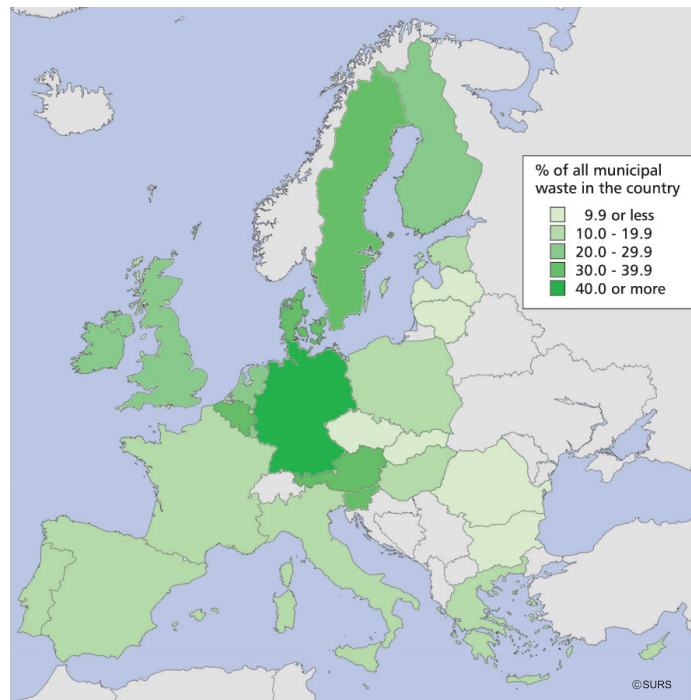 % of all municipal
waste in the country
9.9 or less
10.0 - 19.9
20.0 - 29.9
30.0 - 39.9
40.0 or more
©SURS